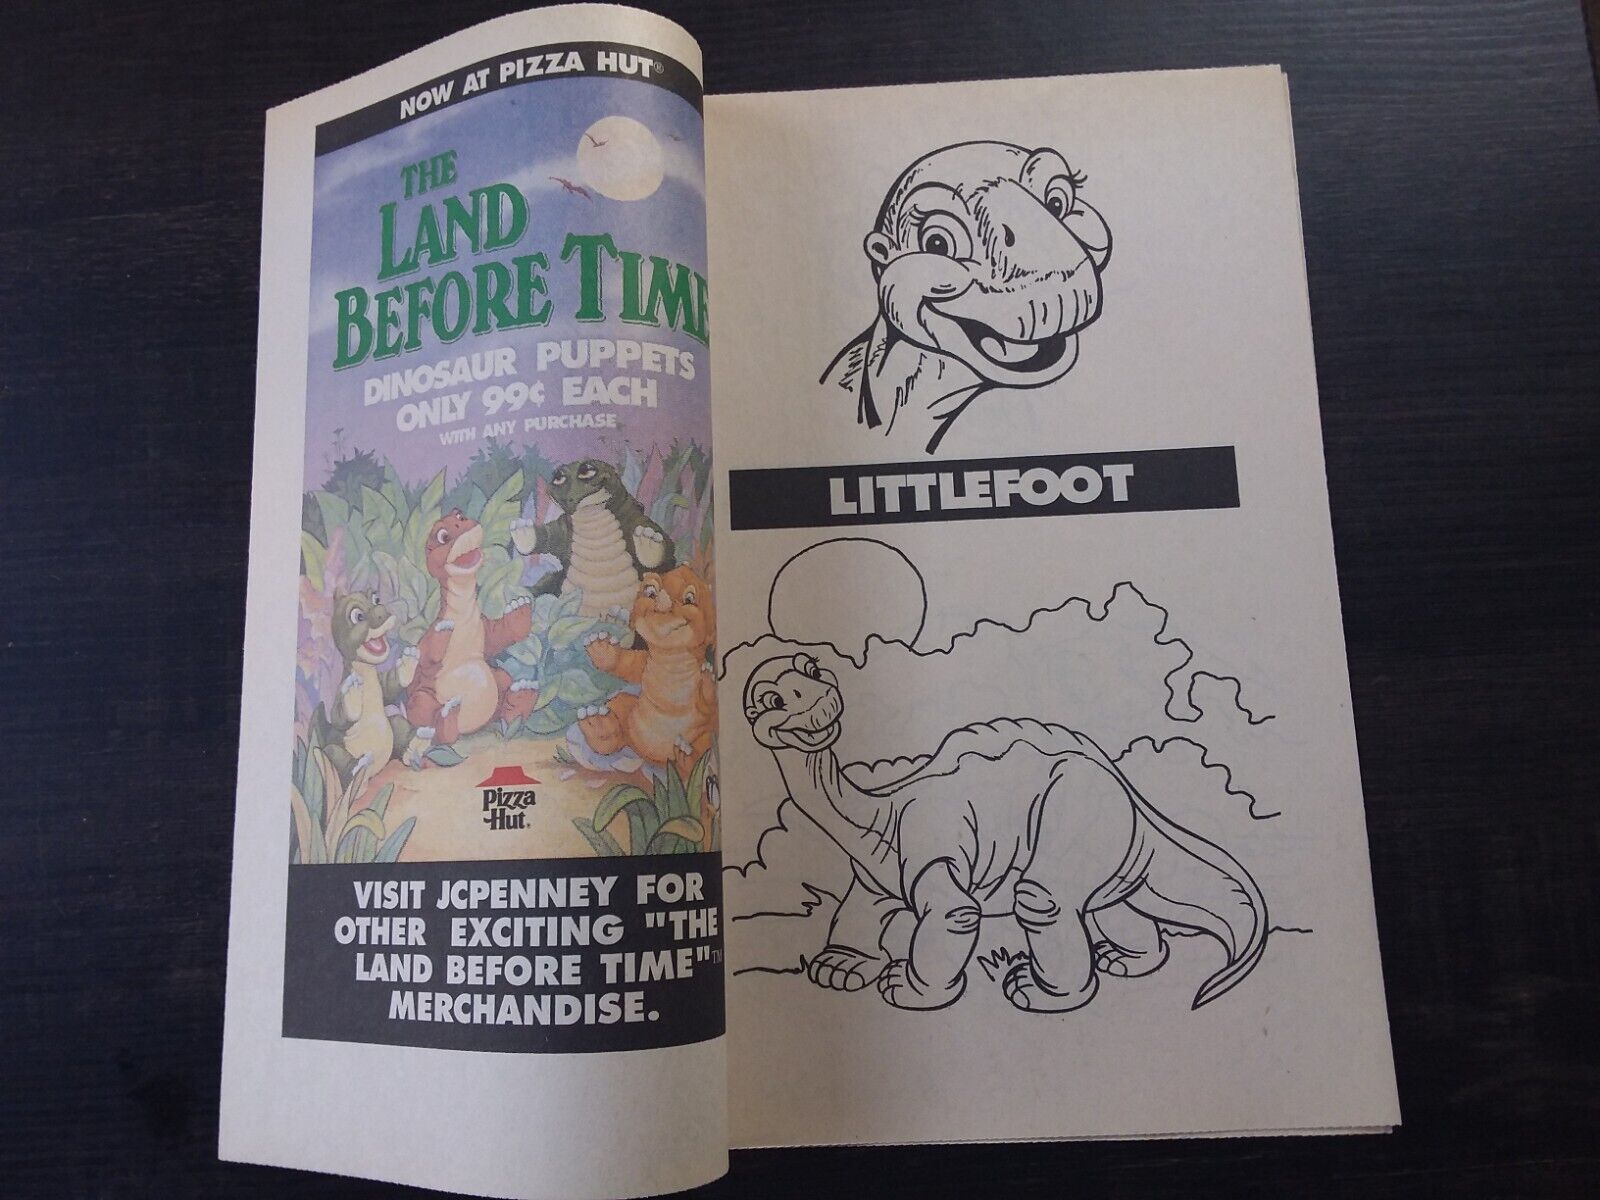 NOW AT PIZZA HUT®
THE
LAND
BEFORE TIME
DINOSAUR PUPPETS
ONLY 99¢ EACH
WITH ANY PURCHASE
Pizza
Hut®
VISIT JCPENNEY FOR
OTHER EXCITING "THE
LAND BEFORE TIME"™
MERCHANDISE.
LITTLEFOOT